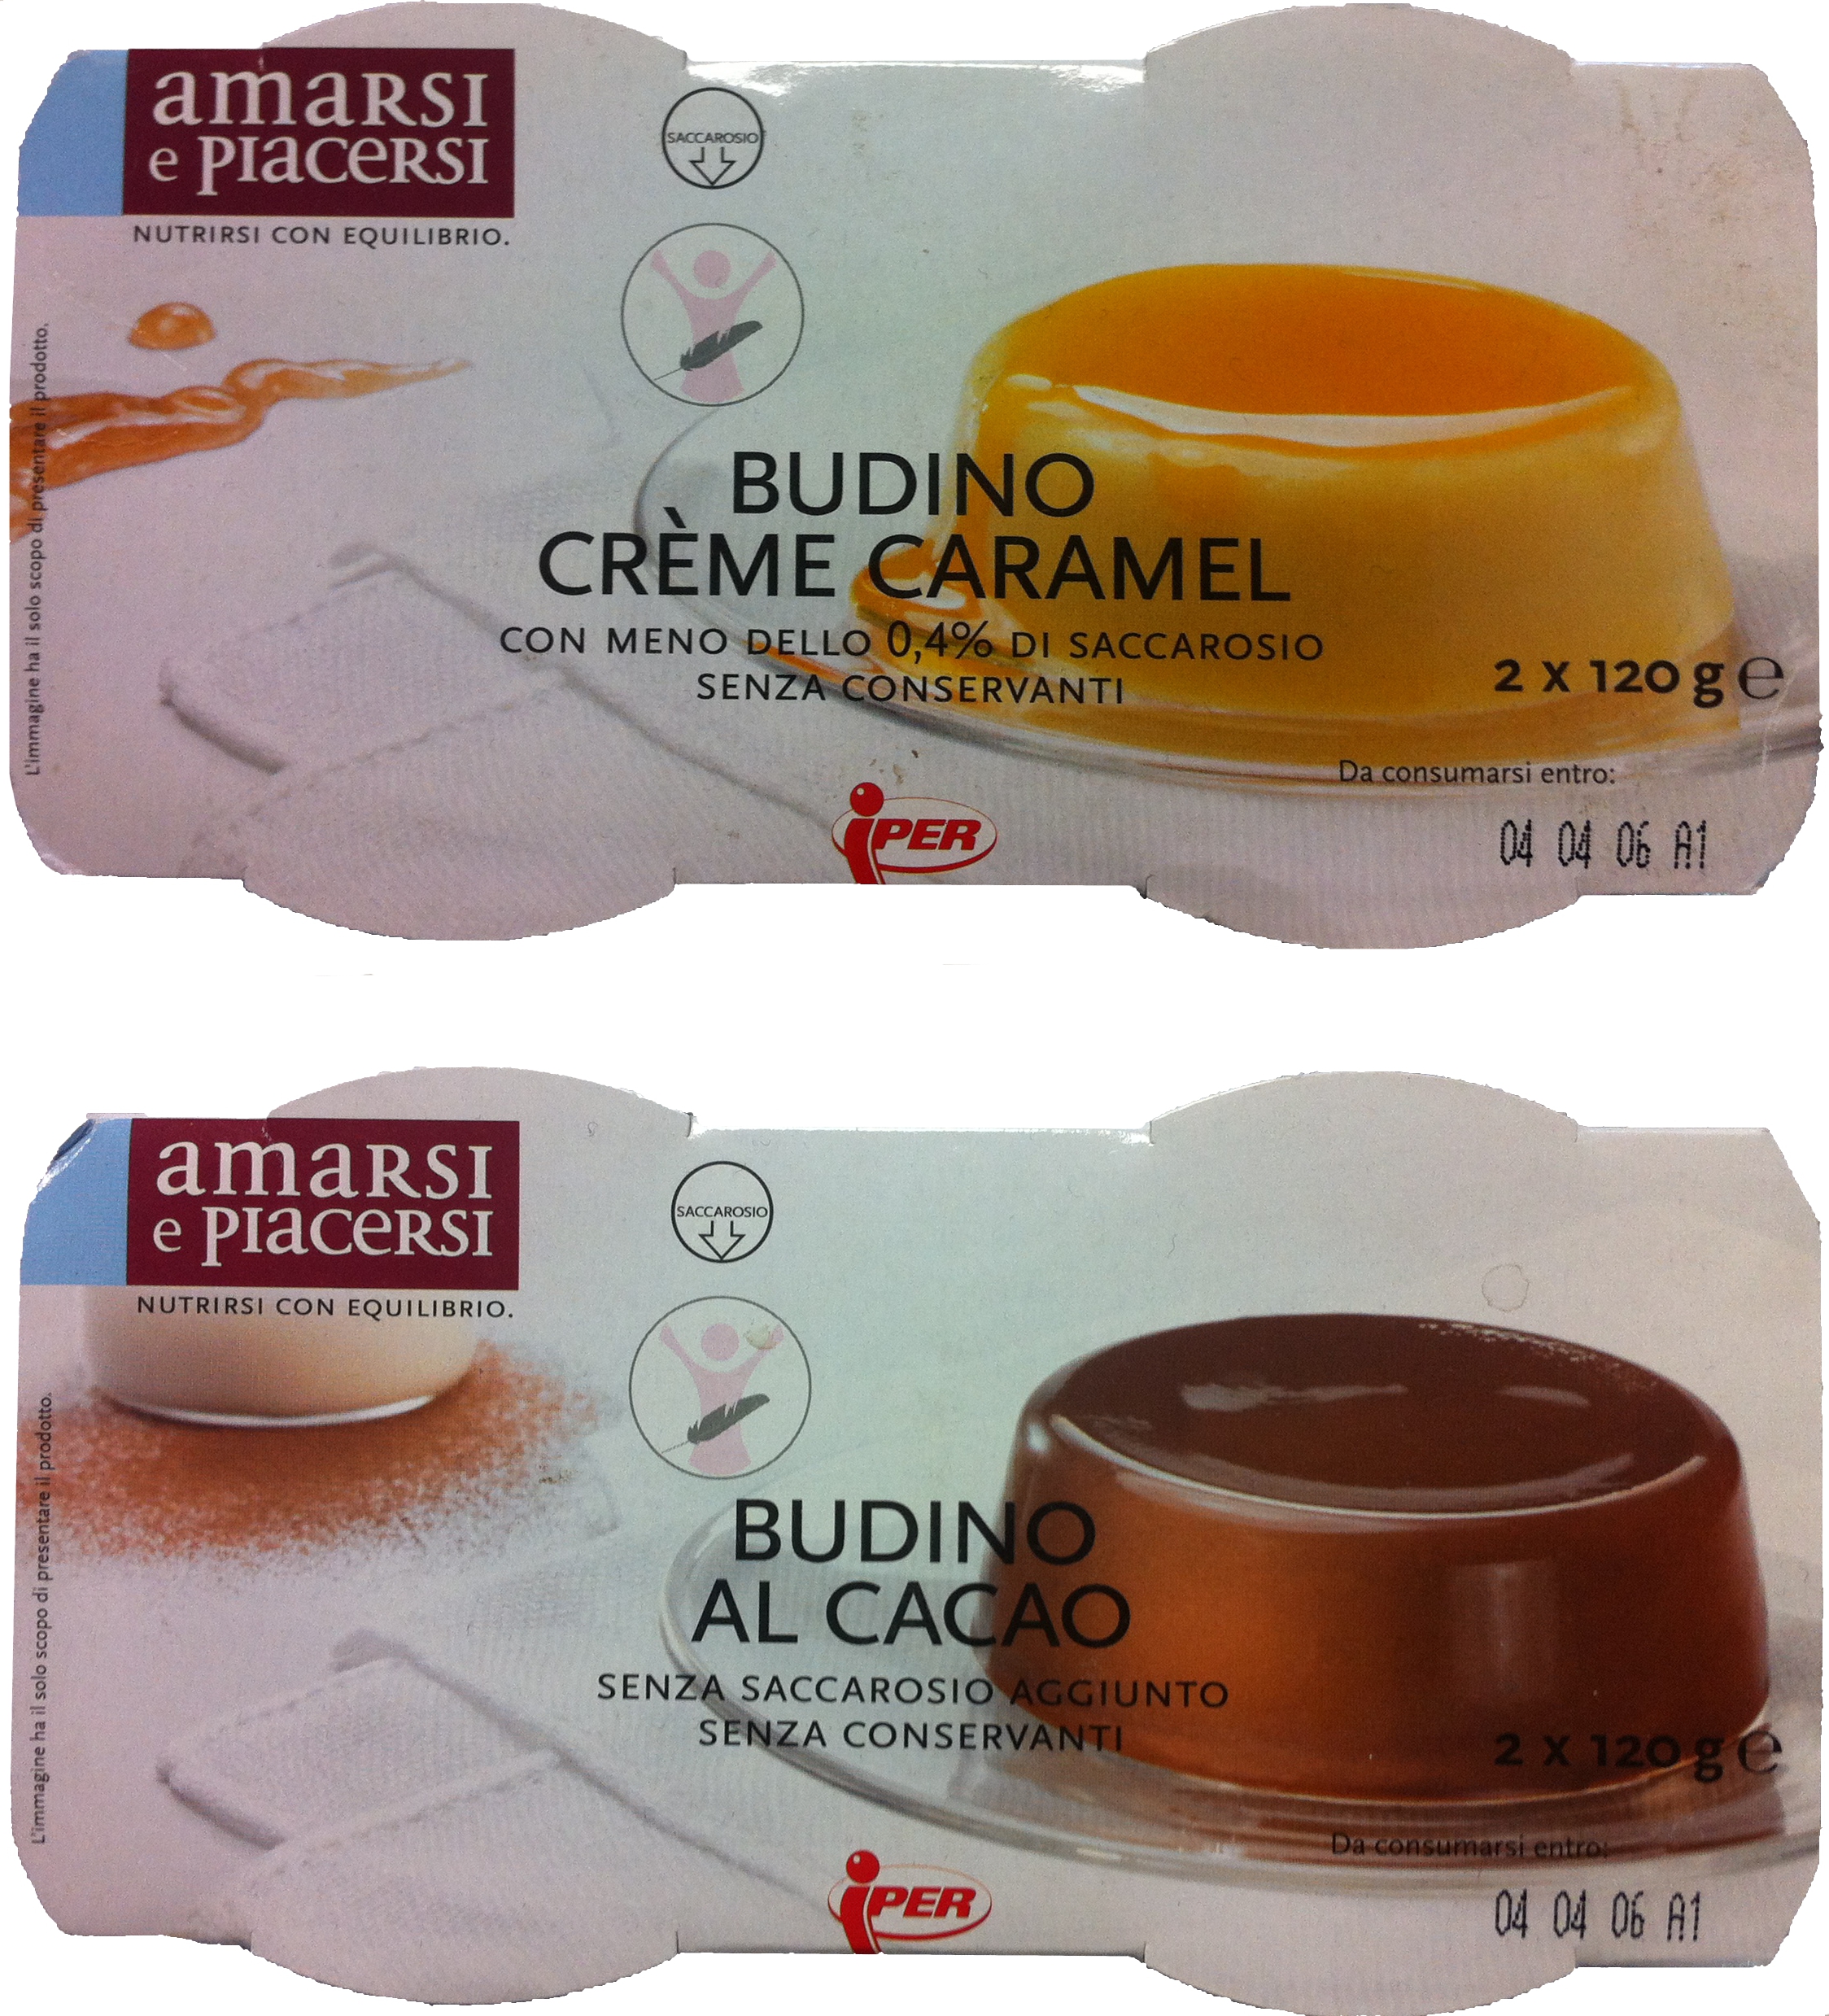 amarsi
e piacersi
NUTRIRSI CON EQUILIBRIO.
SACCAROSIO
L'immagine ha il solo scopo di presentare il prodotto.
BUDINO
CRÈME CARAMEL
CON MENO DELLO 0,4% DI SACCAROSIO
SENZA CONSERVANTI
2 x 120 g e
Da consumarsi entro:
04 04 06 A1
iPER
amarsi
e piacersi
NUTRIRSI CON EQUILIBRIO.
SACCAROSIO
L'immagine ha il solo scopo di presentare il prodotto.
BUDINO
AL CACAO
SENZA SACCAROSIO AGGIUNTO
SENZA CONSERVANTI
2 x 120 g e
Da consumarsi entro:
04 04 06 A1
iPER